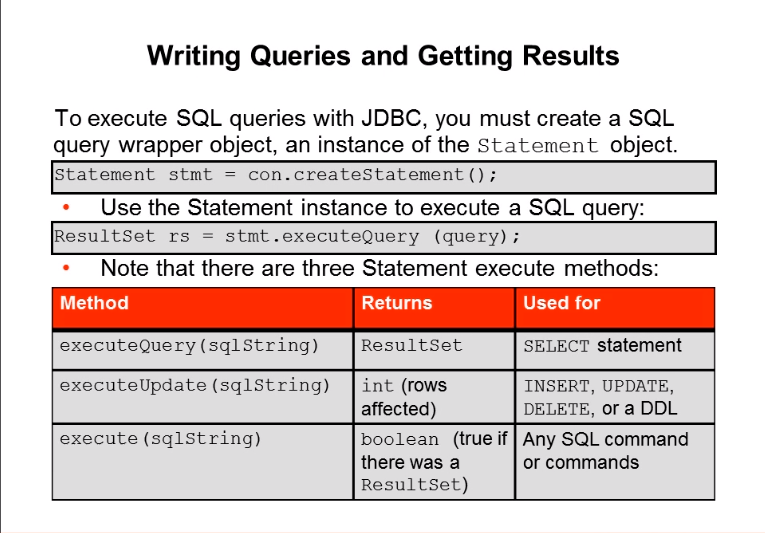 Writing Queries and Getting Results
To execute SQL queries with JDBC, you must create a SQL
query wrapper object, an instance of the Statement object.
Statement stmt = con.createStatement();
• Use the Statement instance to execute a SQL query:
ResultSet rs = stmt.executeQuery (query);
• Note that there are three Statement execute methods:
Method Returns Used for
executeQuery(sqlString) ResultSet SELECT statement
executeUpdate(sqlString) int (rows INSERT, UPDATE,
affected) DELETE, or a DDL
execute(sqlString) boolean (true if Any SQL command
there was a or commands
ResultSet)